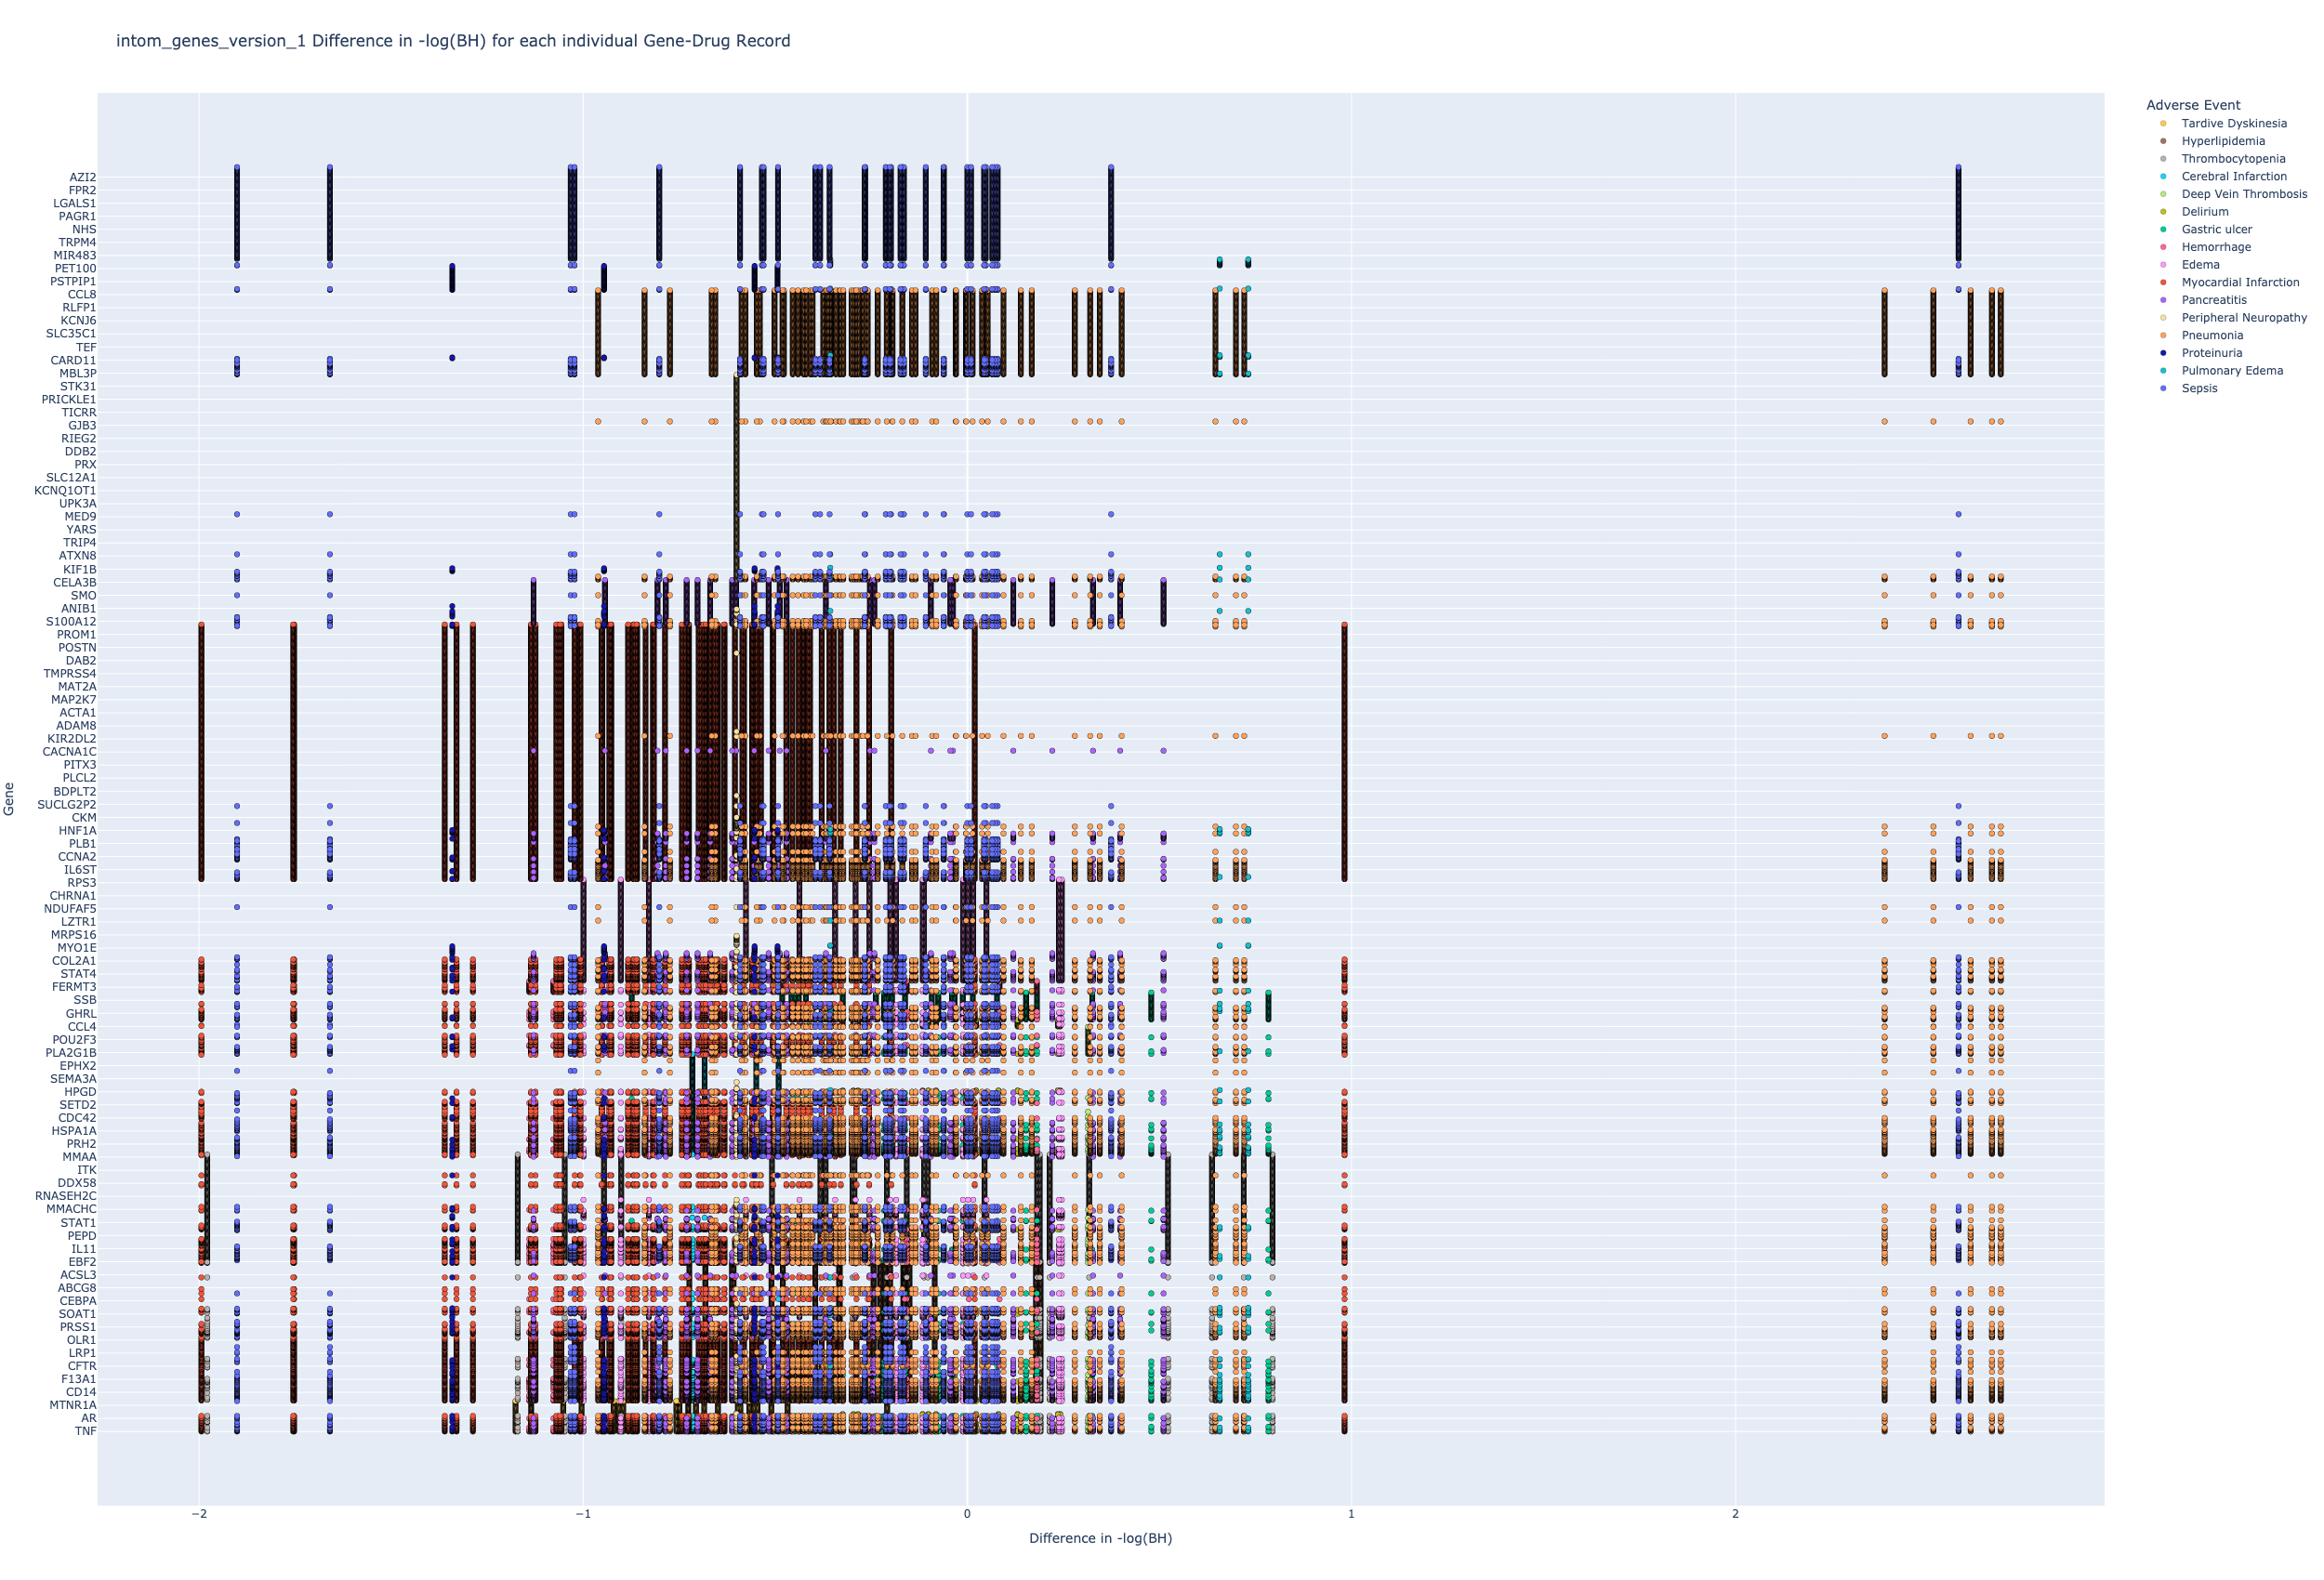 intom_genes_version_1 Difference in -log(BH) for each individual Gene-Drug Record
Adverse Event
Tardive Dyskinesia
Hyperlipidemia
Thrombocytopenia
Cerebral Infarction
Deep Vein Thrombosis
Delirium
Gastric ulcer
Hemorrhage
Edema
Myocardial Infarction
Pancreatitis
Peripheral Neuropathy
Pneumonia
Proteinuria
Pulmonary Edema
Sepsis
Gene
AZI2
FPR2
LGALS1
PAGR1
NHS
TRPM4
MIR483
PET100
PSTPIP1
CCL8
RLFP1
KCNJ6
SLC35C1
TEF
CARD11
MBL3P
STK31
PRICKLE1
TICRR
GJB3
RIEG2
DDB2
PRX
SLC12A1
KCNQ1OT1
UPK3A
MED9
YARS
TRIP4
ATXN8
KIF1B
CELA3B
SMO
ANIB1
S100A12
PROM1
POSTN
DAB2
TMPRSS4
MAT2A
MAP2K7
ACTA1
ADAM8
KIR2DL2
CACNA1C
PITX3
PLCL2
BDPLT2
SUCLG2P2
CKM
HNF1A
PLB1
CCNA2
IL6ST
RPS3
CHRNA1
NDUFAF5
LZTR1
MRPS16
MYO1E
COL2A1
STAT4
FERMT3
SSB
GHRL
CCL4
POU2F3
PLA2G1B
EPHX2
SEMA3A
HPGD
SETD2
CDC42
HSPA1A
PRH2
MMAA
ITK
DDX58
RNASEH2C
MMACHC
STAT1
PEPD
IL11
EBF2
ACSL3
ABCG8
CEBPA
SOAT1
PRSS1
OLR1
LRP1
CFTR
F13A1
CD14
MTNR1A
AR
TNF
−2 −1 0 1 2
Difference in -log(BH)